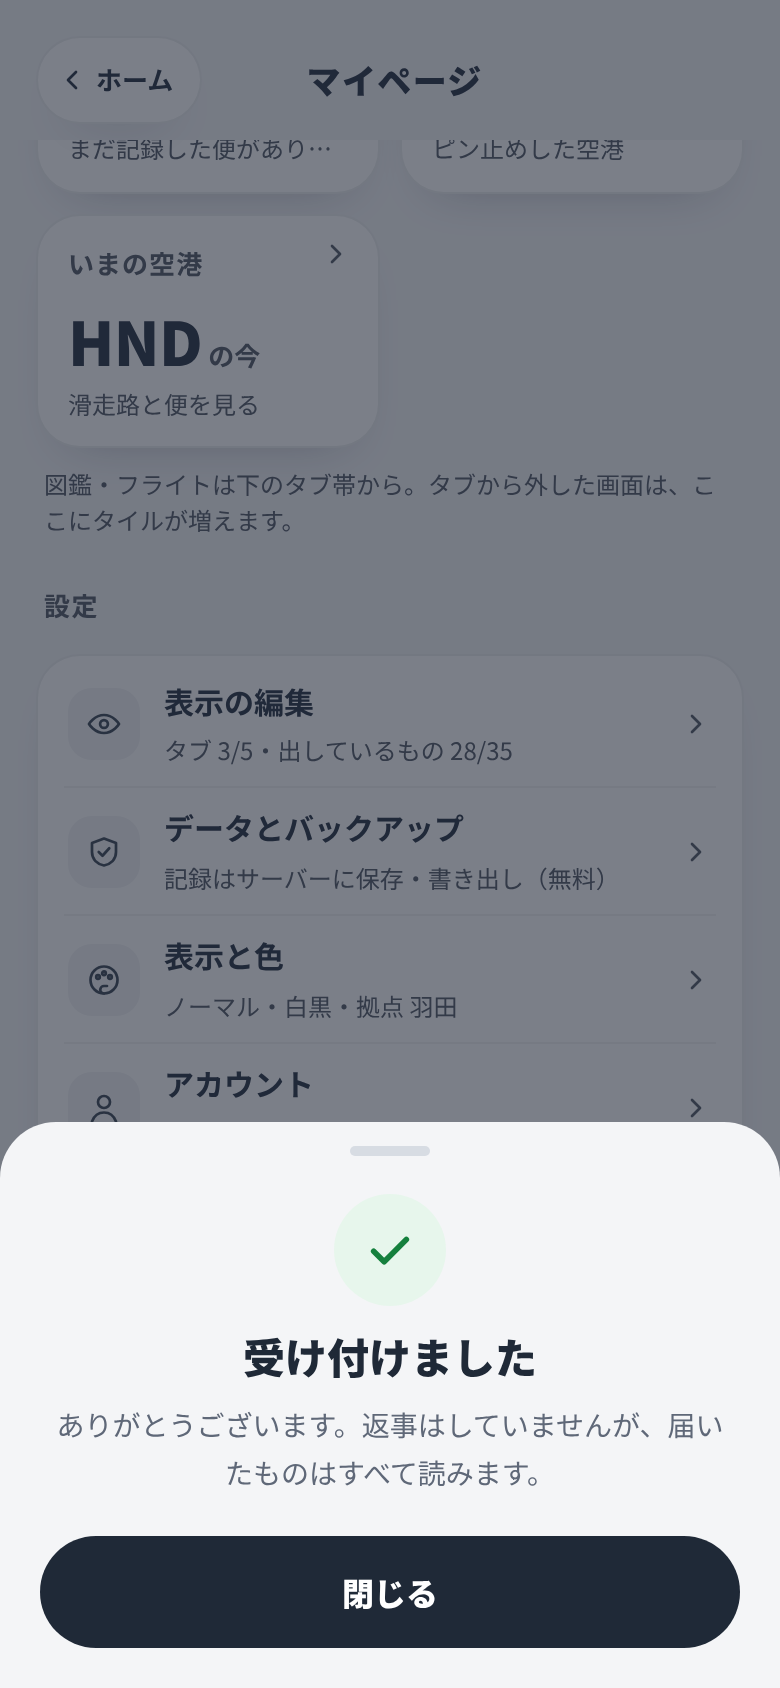 ホーム
マイページ
まだ記録した便があり…
ピン止めした空港
いまの空港
HND の今
滑走路と便を見る
図鑑・フライトは下のタブ帯から。タブから外した画面は、こ
こにタイルが増えます。
設定
表示の編集
タブ 3/5・出しているもの 28/35
データとバックアップ
記録はサーバーに保存・書き出し（無料）
表示と色
ノーマル・白黒・拠点 羽田
アカウント
受け付けました
ありがとうございます。返事はしていませんが、届い
たものはすべて読みます。
閉じる